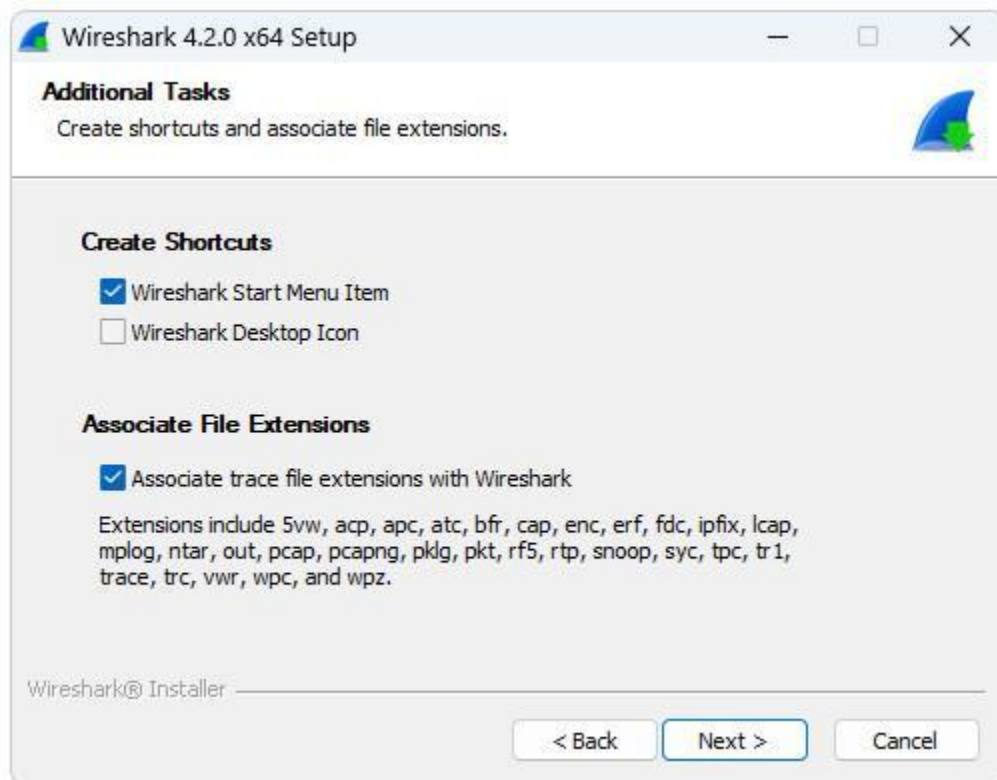 Wireshark 4.2.0 x64 Setup
Additional Tasks
Create shortcuts and associate file extensions.
Create Shortcuts
Wireshark Start Menu Item
Wireshark Desktop Icon
Associate File Extensions
Associate trace file extensions with Wireshark
Extensions include 5vw, acp, apc, atc, bfr, cap, enc, erf, fdc, ipfix, lcap,
mplog, ntar, out, pcap, pcapng, pklg, pkt, rf5, rtp, snoop, syc, tpc, tr1,
trace, trc, vwr, wpc, and wpz.
Wireshark® Installer
< Back Next > Cancel